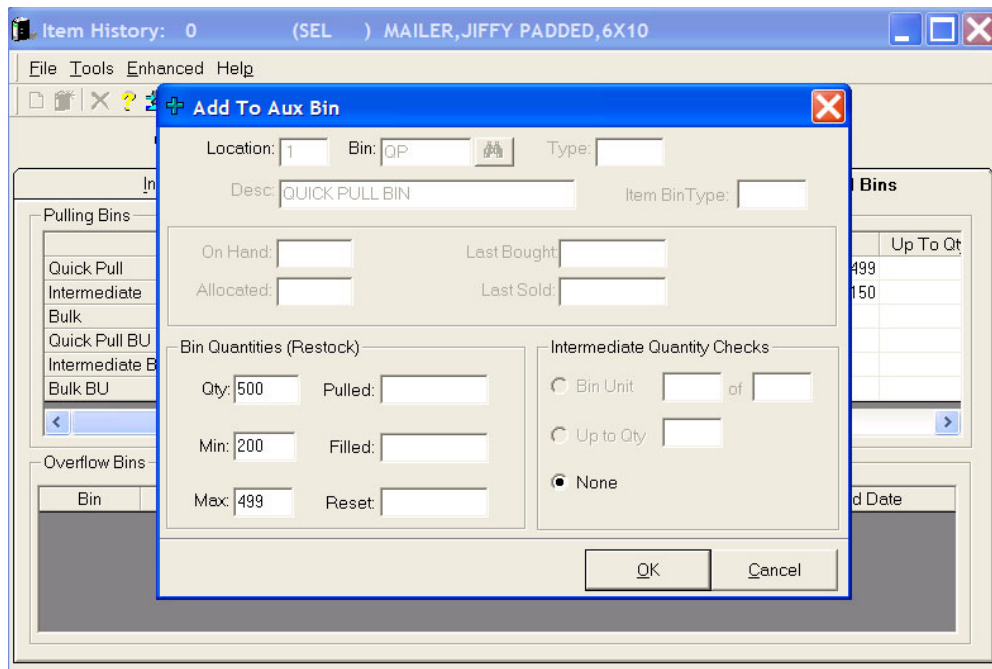 Item History: 0 (SEL ) MAILER,JIFFY PADDED,6X10
File Tools Enhanced Help
Add To Aux Bin
Location: 1 Bin: QP Type:
Desc: QUICK PULL BIN Item BinType:
In
Bins
Pulling Bins
Up To Qt
On Hand: Last Bought:
Quick Pull 499
Intermediate 150
Allocated: Last Sold:
Bulk
Quick Pull BU
Intermediate B
Bulk BU
Bin Quantities (Restock)
Qty: 500 Pulled:
Min: 200 Filled:
Max: 499 Reset:
Intermediate Quantity Checks
Bin Unit of
Up to Qty
None
Overflow Bins
Bin d Date
OK Cancel